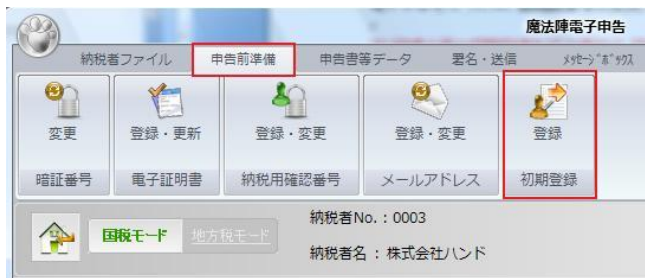 魔法陣電子申告
納税者ファイル 申告前準備 申告書等データ 署名・送信 ﾒｯｾｰｼﾞﾎﾞｯｸｽ
変更 登録・更新 登録・変更 登録・変更 登録
暗証番号 電子証明書 納税用確認番号 メールアドレス 初期登録
納税者No.：0003
国税モード 地方税モード
納税者名 ：株式会社ハンド